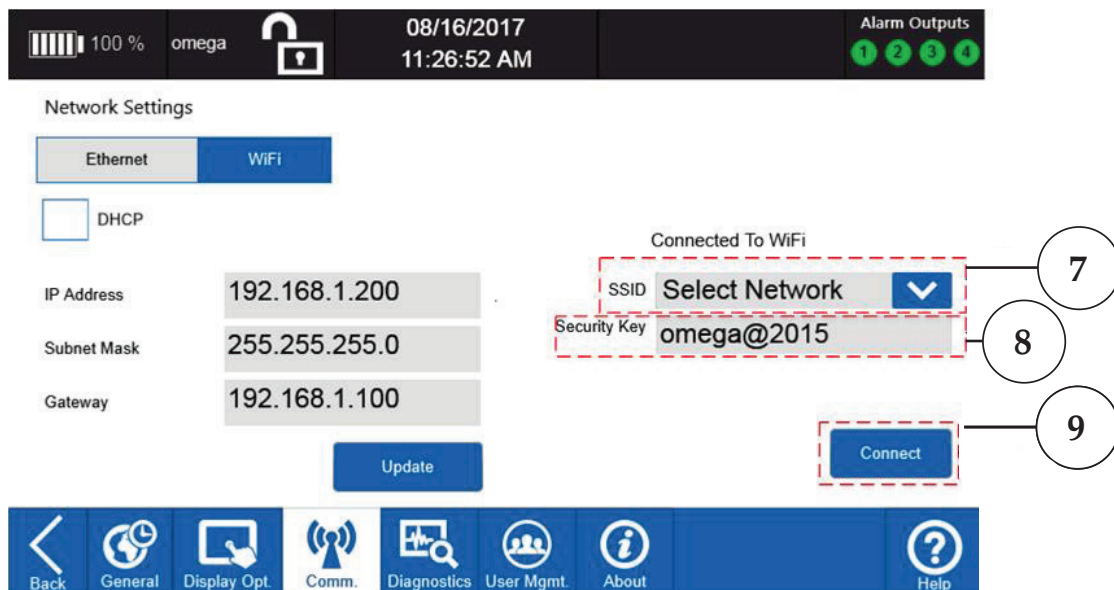 100 % omega 08/16/2017 Alarm Outputs
11:26:52 AM 1 2 3 4
Network Settings
Ethernet WiFi
DHCP
Connected To WiFi
7
IP Address 192.168.1.200 SSID Select Network
Subnet Mask 255.255.255.0 Security Key omega@2015
8
Gateway 192.168.1.100
9
Update Connect
Back General Display Opt. Comm. Diagnostics User Mgmt. About Help